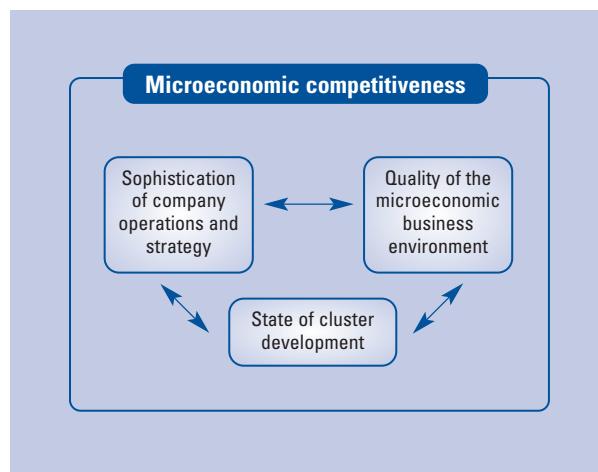 Microeconomic competitiveness
Sophistication
of company
operations and
strategy
Quality of the
microeconomic
business
environment
State of cluster
development